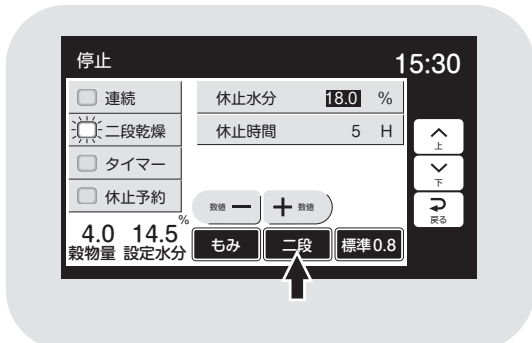 停止 15:30
連続
二段乾燥
タイマー
休止予約
休止水分 18.0 %
休止時間 5 H
上
下
戻る
数値 − + 数値
4.0 14.5%
穀物量 設定水分
もみ 二段 標準0.8